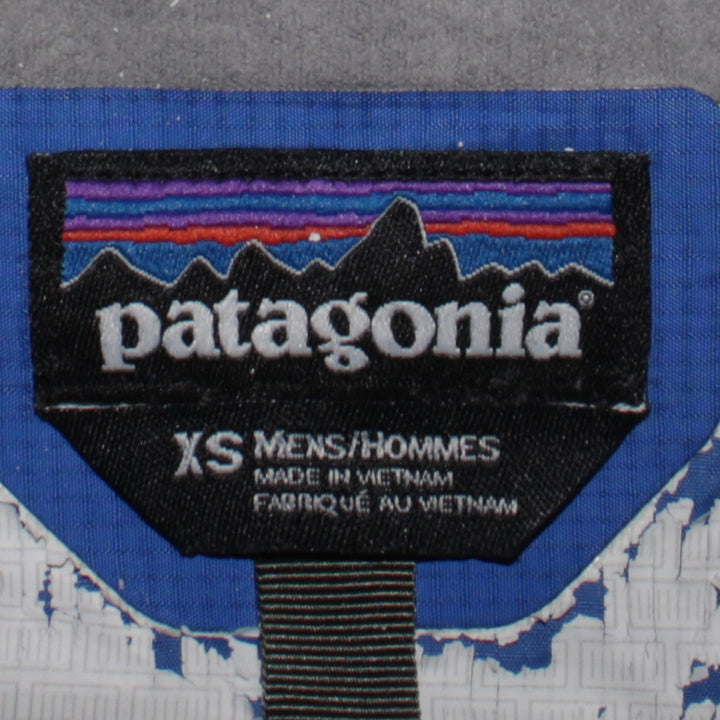 patagonia®
XS MENS/HOMMES
MADE IN VIETNAM
FABRIQUÉ AU VIETNAM